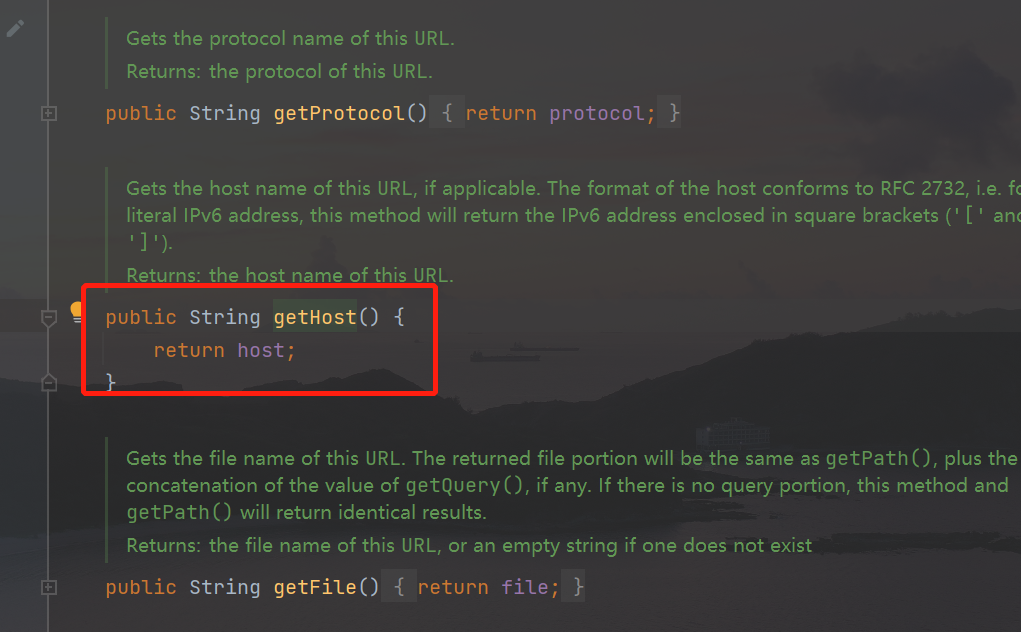 Gets the protocol name of this URL.
Returns: the protocol of this URL.
public String getProtocol() { return protocol; }
Gets the host name of this URL, if applicable. The format of the host conforms to RFC 2732, i.e.
literal IPv6 address, this method will return the IPv6 address enclosed in square brackets ('[' and
']').
Returns: the host name of this URL.
public String getHost() {
return host;
}
Gets the file name of this URL. The returned file portion will be the same as getPath(), plus the
concatenation of the value of getQuery(), if any. If there is no query portion, this method and
getPath() will return identical results.
Returns: the file name of this URL, or an empty string if one does not exist
public String getFile() { return file; }